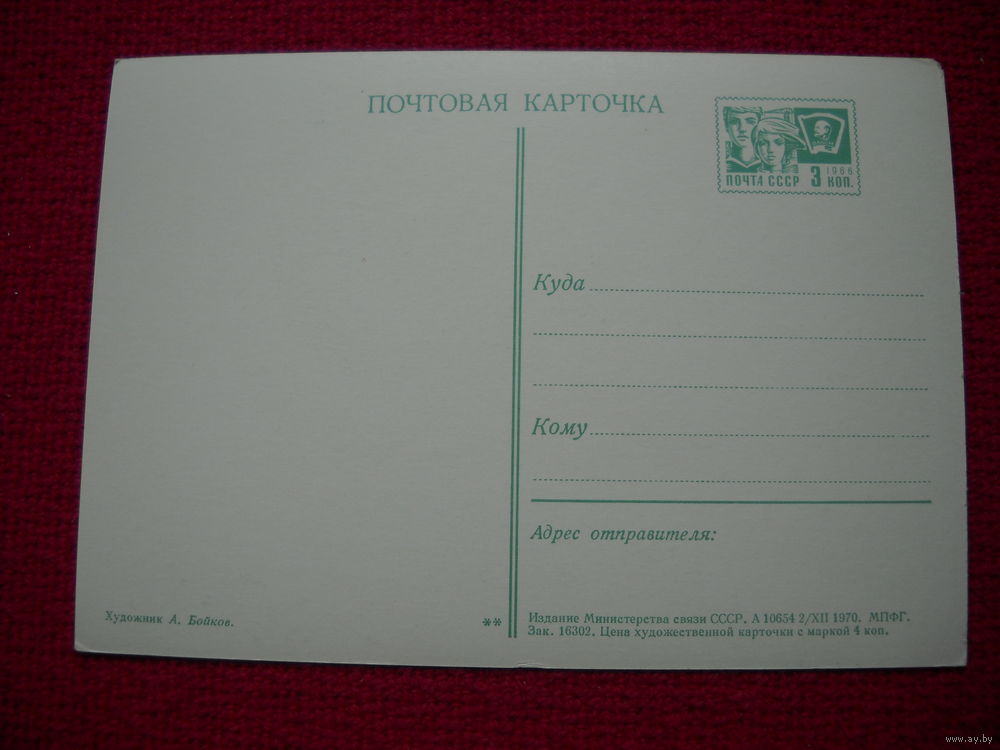 ПОЧТОВАЯ КАРТОЧКА
ПОЧТА СССР 3 КОП.
1966
Куда
Кому
Адрес отправителя:
Художник А. Бойков.
**
Издание Министерства связи СССР. А 10654 2/XII 1970. МПФГ.
Зак. 16302. Цена художественной карточки с маркой 4 коп.
www.ay.by